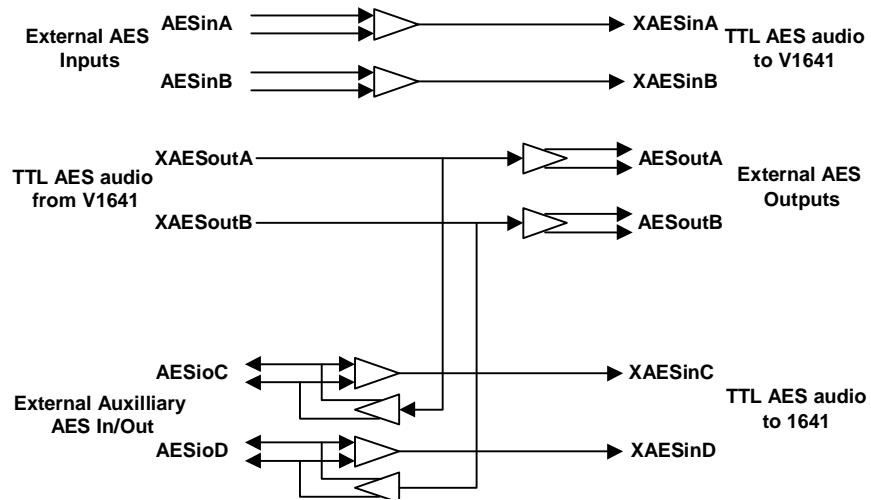 External AES
Inputs
AESinA
AESinB
XAESinA
XAESinB
TTL AES audio
to V1641
TTL AES audio
from V1641
XAESoutA
XAESoutB
AESoutA
AESoutB
External AES
Outputs
External Auxilliary
AES In/Out
AESioC
AESioD
XAESinC
XAESinD
TTL AES audio
to 1641